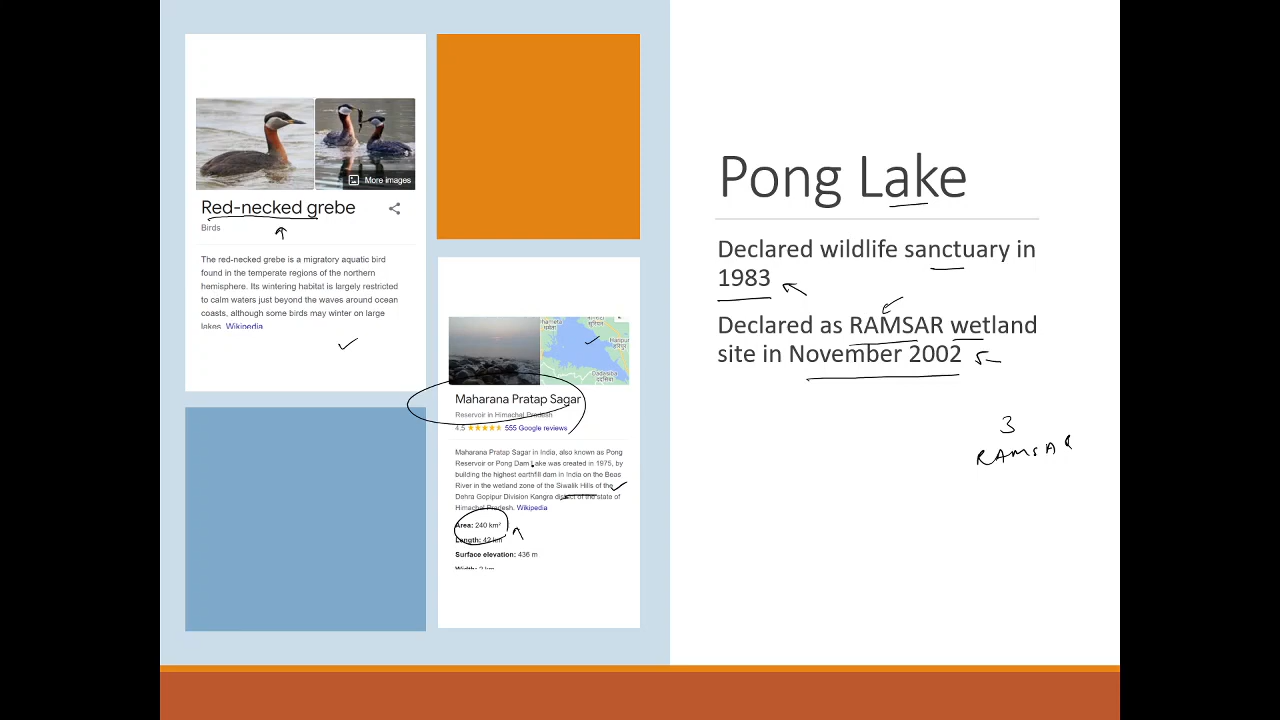 More images
Red-necked grebe
Birds
The red-necked grebe is a migratory aquatic bird
found in the temperate regions of the northern
hemisphere. Its wintering habitat is largely restricted
to calm waters just beyond the waves around ocean
coasts, although some birds may winter on large
lakes. Wikipedia
Maharana Pratap Sagar
Reservoir in Himachal Pradesh
4.5 ★★★★★ 555 Google reviews
Maharana Pratap Sagar in India, also known as Pong
Reservoir or Pong Dam Lake was created in 1975, by
building the highest earthfill dam in India on the Beas
River in the wetland zone of the Siwalik Hills of the
Dehra Gopipur Division Kangra district of the state of
Himachal Pradesh. Wikipedia
Area: 240 km²
Length: 42 km
Surface elevation: 436 m
Width: 2 km
Pong Lake
Declared wildlife sanctuary in
1983
Declared as RAMSAR wetland
site in November 2002
3
RAMSAR